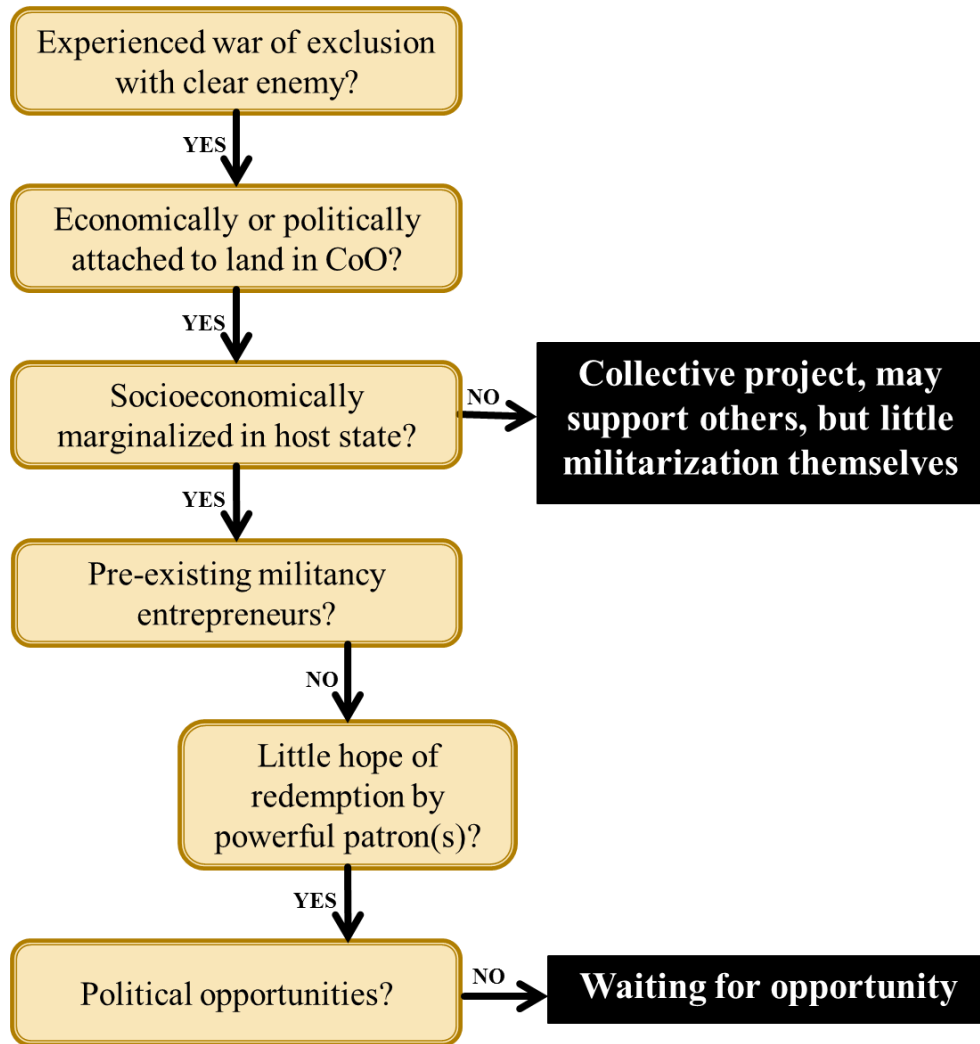 Experienced war of exclusion
with clear enemy?
YES
Economically or politically
attached to land in CoO?
YES
Socioeconomically
marginalized in host state?
NO
Collective project, may
support others, but little
militarization themselves
YES
Pre-existing militancy
entrepreneurs?
NO
Little hope of
redemption by
powerful patron(s)?
YES
Political opportunities?
NO
Waiting for opportunity